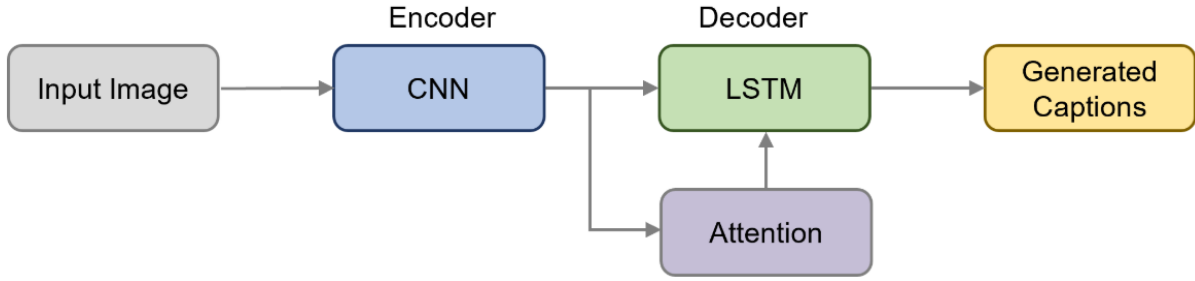 Encoder
Decoder
Input Image
CNN
LSTM
Generated
Captions
Attention